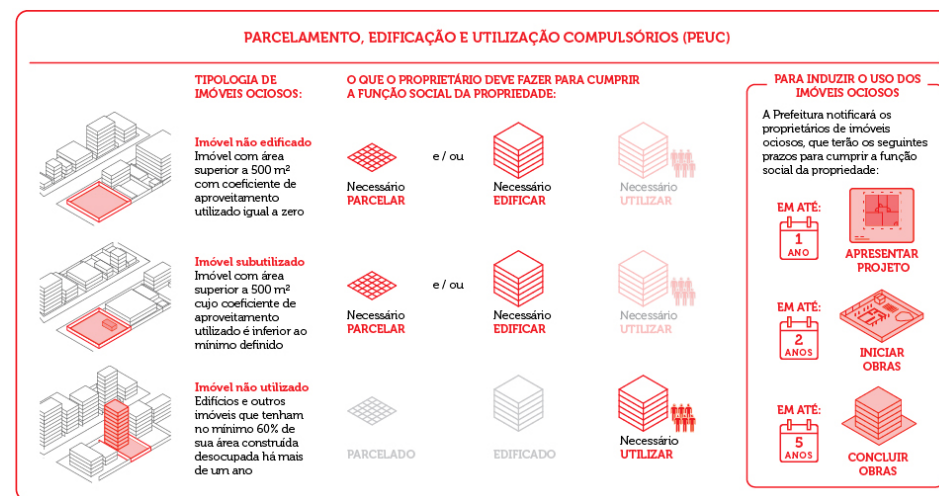 PARCELAMENTO, EDIFICAÇÃO E UTILIZAÇÃO COMPULSÓRIOS (PEUC)
TIPOLOGIA DE
IMÓVEIS OCIOSOS:
O QUE O PROPRIETÁRIO DEVE FAZER PARA CUMPRIR
A FUNÇÃO SOCIAL DA PROPRIEDADE:
Imóvel não edificado
Imóvel com área
superior a 500 m²
com coeficiente de
aproveitamento
utilizado igual a zero
e / ou
Necessário
PARCELAR
Necessário
EDIFICAR
Necessário
UTILIZAR
Imóvel subutilizado
Imóvel com área
superior a 500 m²
cujo coeficiente de
aproveitamento
utilizado é inferior ao
mínimo definido
e / ou
Necessário
PARCELAR
Necessário
EDIFICAR
Necessário
UTILIZAR
Imóvel não utilizado
Edifícios e outros
imóveis que tenham
no mínimo 60% de
sua área construída
desocupada há mais
de um ano
PARCELADO
EDIFICADO
Necessário
UTILIZAR
PARA INDUZIR O USO DOS
IMÓVEIS OCIOSOS
A Prefeitura notificará os
proprietários de imóveis
ociosos, que terão os seguintes
prazos para cumprir a função
social da propriedade:
EM ATÉ:
1
ANO
APRESENTAR
PROJETO
EM ATÉ:
2
ANOS
INICIAR
OBRAS
EM ATÉ:
5
ANOS
CONCLUIR
OBRAS